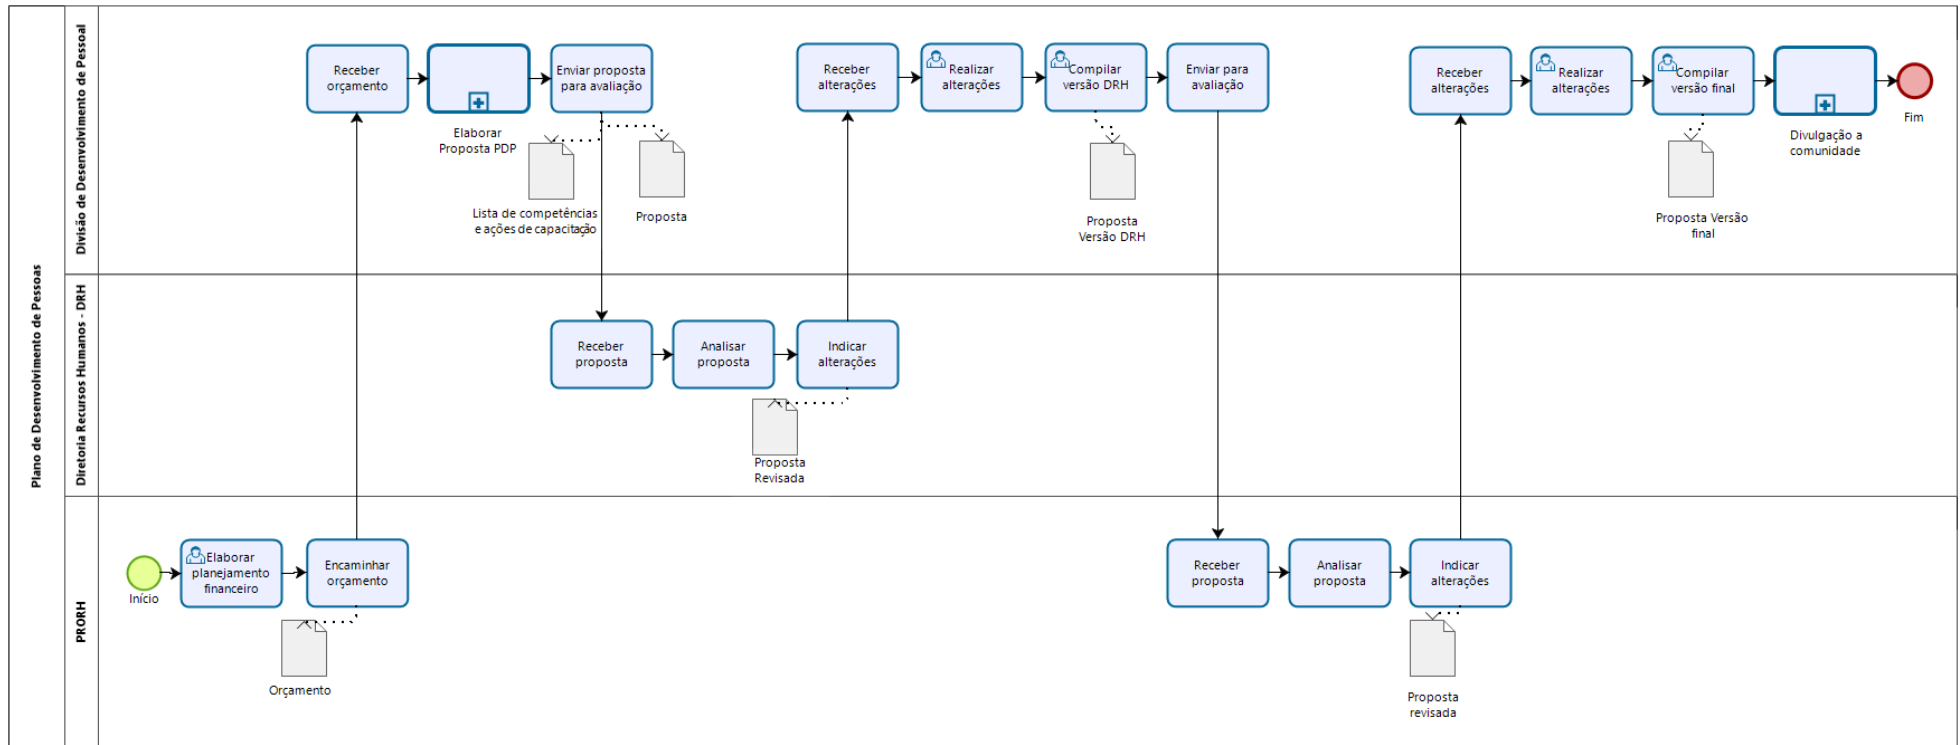 Plano de Desenvolvimento de Pessoas
Divisão de Desenvolvimento de Pessoal
Receber
orçamento
Elaborar
Proposta PDP
Enviar proposta
para avaliação
Lista de competências
e ações de capacitação
Proposta
Receber
alterações
Realizar
alterações
Compilar
versão DRH
Proposta
Versão DRH
Enviar para
avaliação
Receber
alterações
Realizar
alterações
Compilar
versão final
Proposta Versão
final
Divulgação a
comunidade
Fim
Diretoria Recursos Humanos - DRH
Receber
proposta
Analisar
proposta
Indicar
alterações
Proposta
Revisada
PRORH
Início
Elaborar
planejamento
financeiro
Encaminhar
orçamento
Orçamento
Receber
proposta
Analisar
proposta
Indicar
alterações
Proposta
revisada